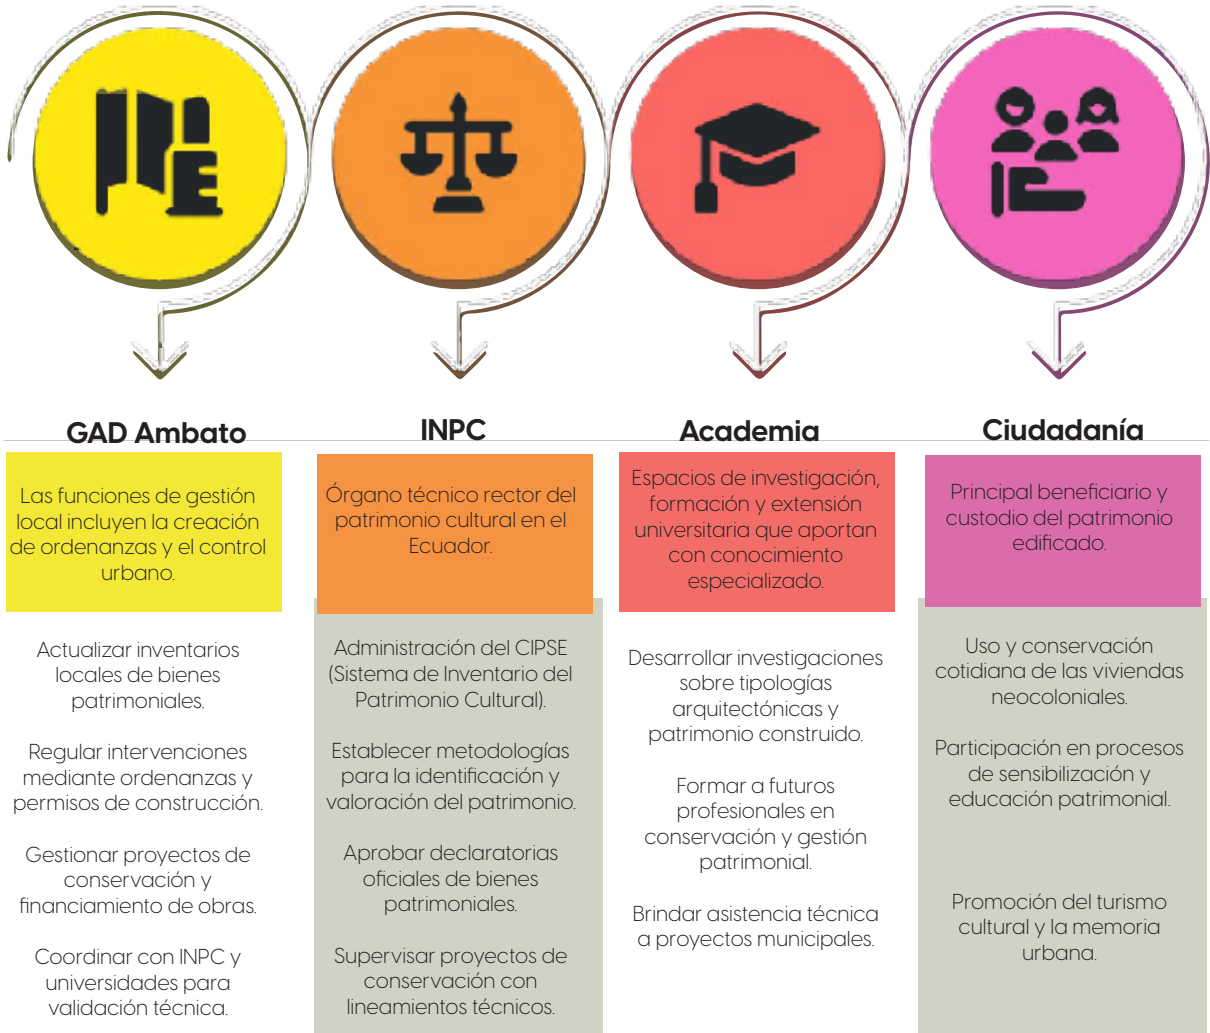 GAD Ambato
Las funciones de gestión
local incluyen la creación
de ordenanzas y el control
urbano.
Actualizar inventarios
locales de bienes
patrimoniales.
Regular intervenciones
mediante ordenanzas y
permisos de construcción.
Gestionar proyectos de
conservación y
financiamiento de obras.
Coordinar con INPC y
universidades para
validación técnica.
INPC
Órgano técnico rector del
patrimonio cultural en el
Ecuador.
Administración del CIPSE
(Sistema de Inventario del
Patrimonio Cultural).
Establecer metodologías
para la identificación y
valoración del patrimonio.
Aprobar declaratorias
oficiales de bienes
patrimoniales.
Supervisar proyectos de
conservación con
lineamientos técnicos.
Academia
Espacios de investigación,
formación y extensión
universitaria que aportan
con conocimiento
especializado.
Desarrollar investigaciones
sobre tipologías
arquitectónicas y
patrimonio construido.
Formar a futuros
profesionales en
conservación y gestión
patrimonial.
Brindar asistencia técnica
a proyectos municipales.
Ciudadanía
Principal beneficiario y
custodio del patrimonio
edificado.
Uso y conservación
cotidiana de las viviendas
neocoloniales.
Participación en procesos
de sensibilización y
educación patrimonial.
Promoción del turismo
cultural y la memoria
urbana.